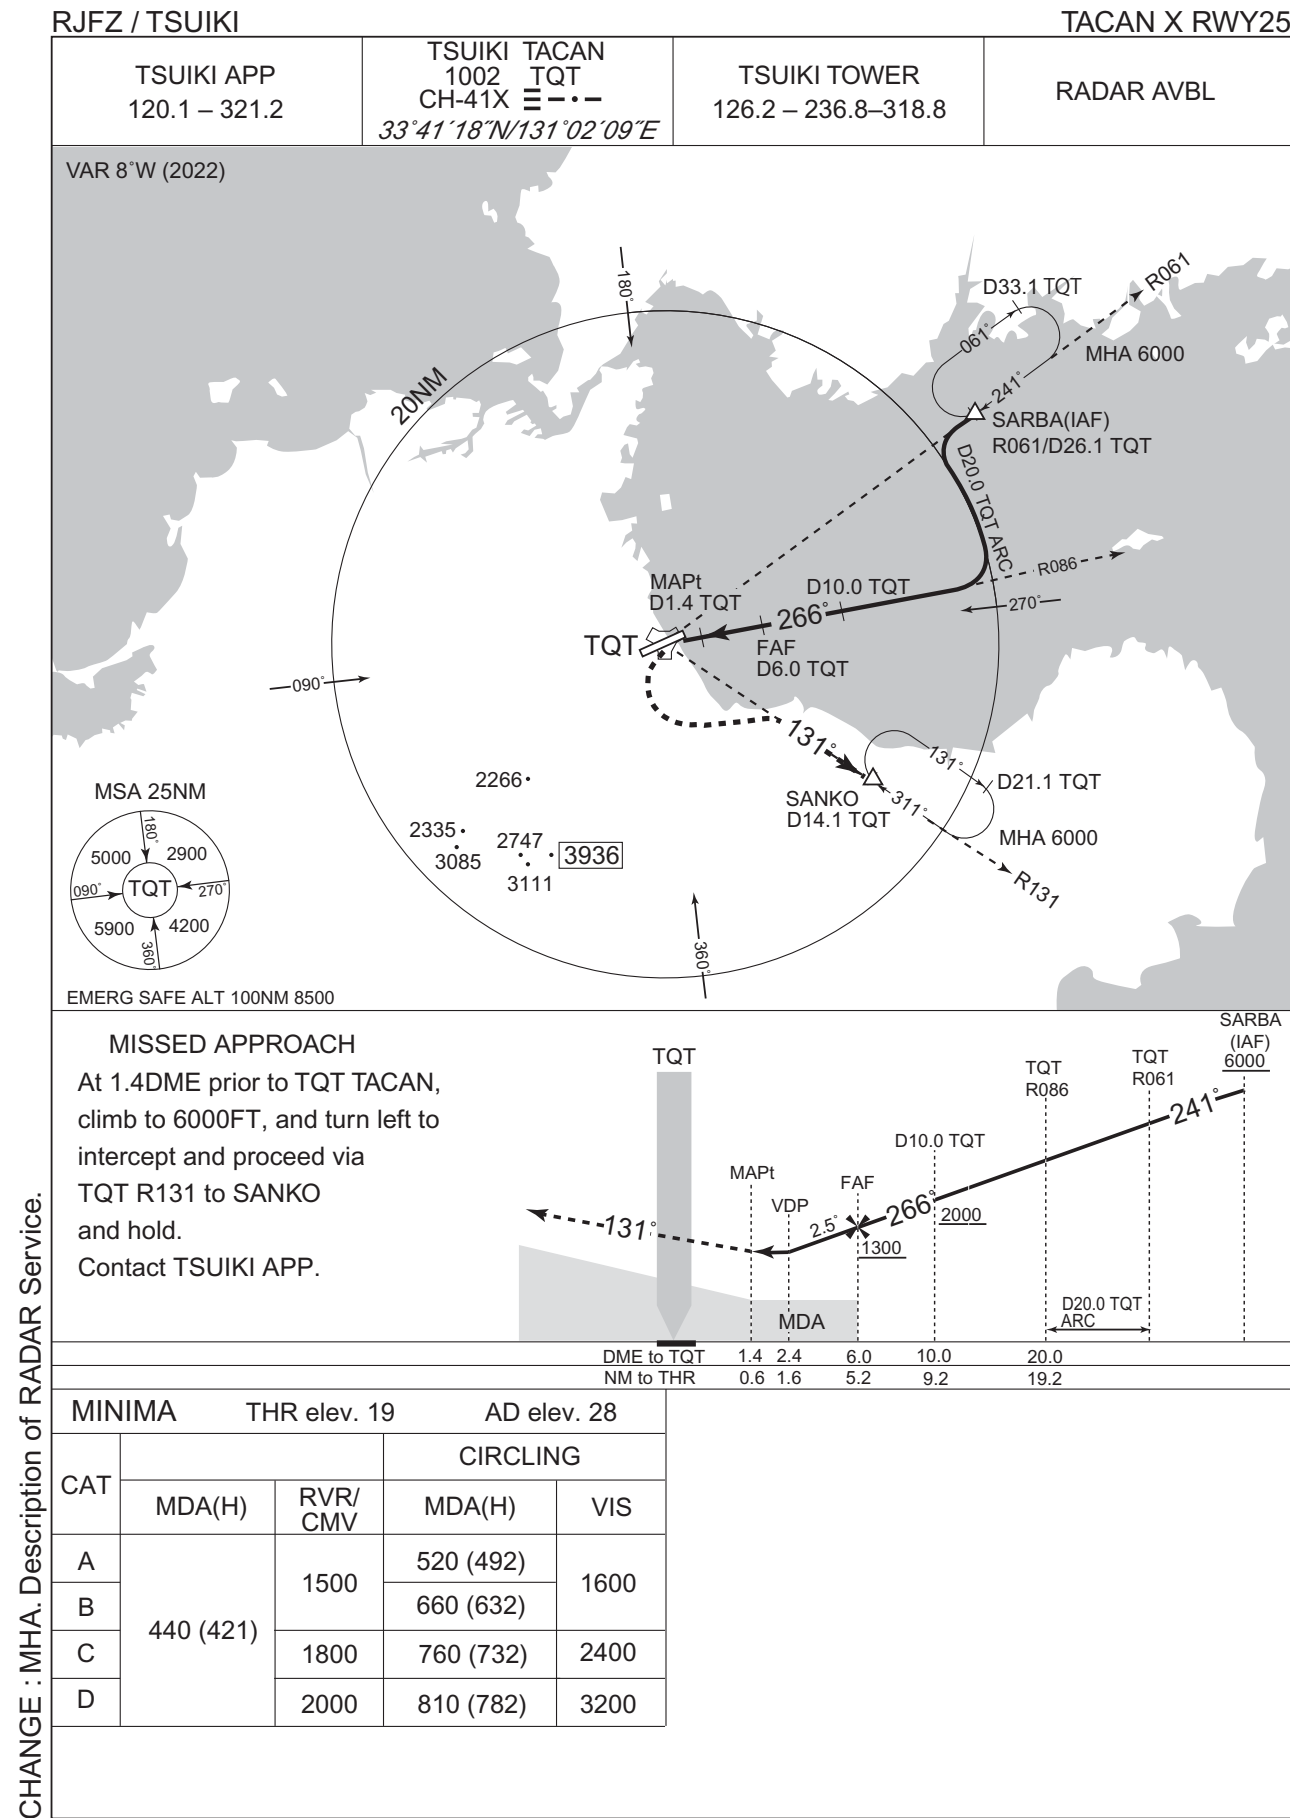 RJFZ / TSUIKI
TACAN X RWY25
TSUIKI APP
120.1 – 321.2
TSUIKI TACAN
1002 TQT
CH-41X
33˚41´18˝N/131˚02´09˝E
TSUIKI TOWER
126.2 – 236.8–318.8
RADAR AVBL
VAR 8˚W (2022)
180˚
20NM
D33.1 TQT
R061
061˚
MHA 6000
241˚
SARBA(IAF)
R061/D26.1 TQT
D20.0 TQT ARC
R086
MAPt
D1.4 TQT
D10.0 TQT
266˚
270˚
TQT
FAF
D6.0 TQT
090˚
131˚
131˚
D21.1 TQT
SANKO
D14.1 TQT
311˚
MHA 6000
R131
2266
2335
3085
2747
3936
3111
360˚
MSA 25NM
180˚
5000
2900
090˚
TQT
270˚
5900
4200
360˚
EMERG SAFE ALT 100NM 8500
MISSED APPROACH
At 1.4DME prior to TQT TACAN,
climb to 6000FT, and turn left to
intercept and proceed via
TQT R131 to SANKO
and hold.
Contact TSUIKI APP.
TQT
SARBA
(IAF)
6000
TQT
R086
TQT
R061
241˚
D10.0 TQT
MAPt
FAF
VDP
131˚
2.5˚
266˚
2000
1300
D20.0 TQT
ARC
MDA
DME to TQT 1.4 2.4 6.0 10.0 20.0
NM to THR 0.6 1.6 5.2 9.2 19.2
MINIMA THR elev. 19 AD elev. 28
CAT
CIRCLING
MDA(H)
RVR/
CMV
MDA(H)
VIS
A
B
C
D
440 (421)
1500
1800
2000
520 (492)
660 (632)
760 (732)
810 (782)
1600
2400
3200
CHANGE : MHA. Description of RADAR Service.